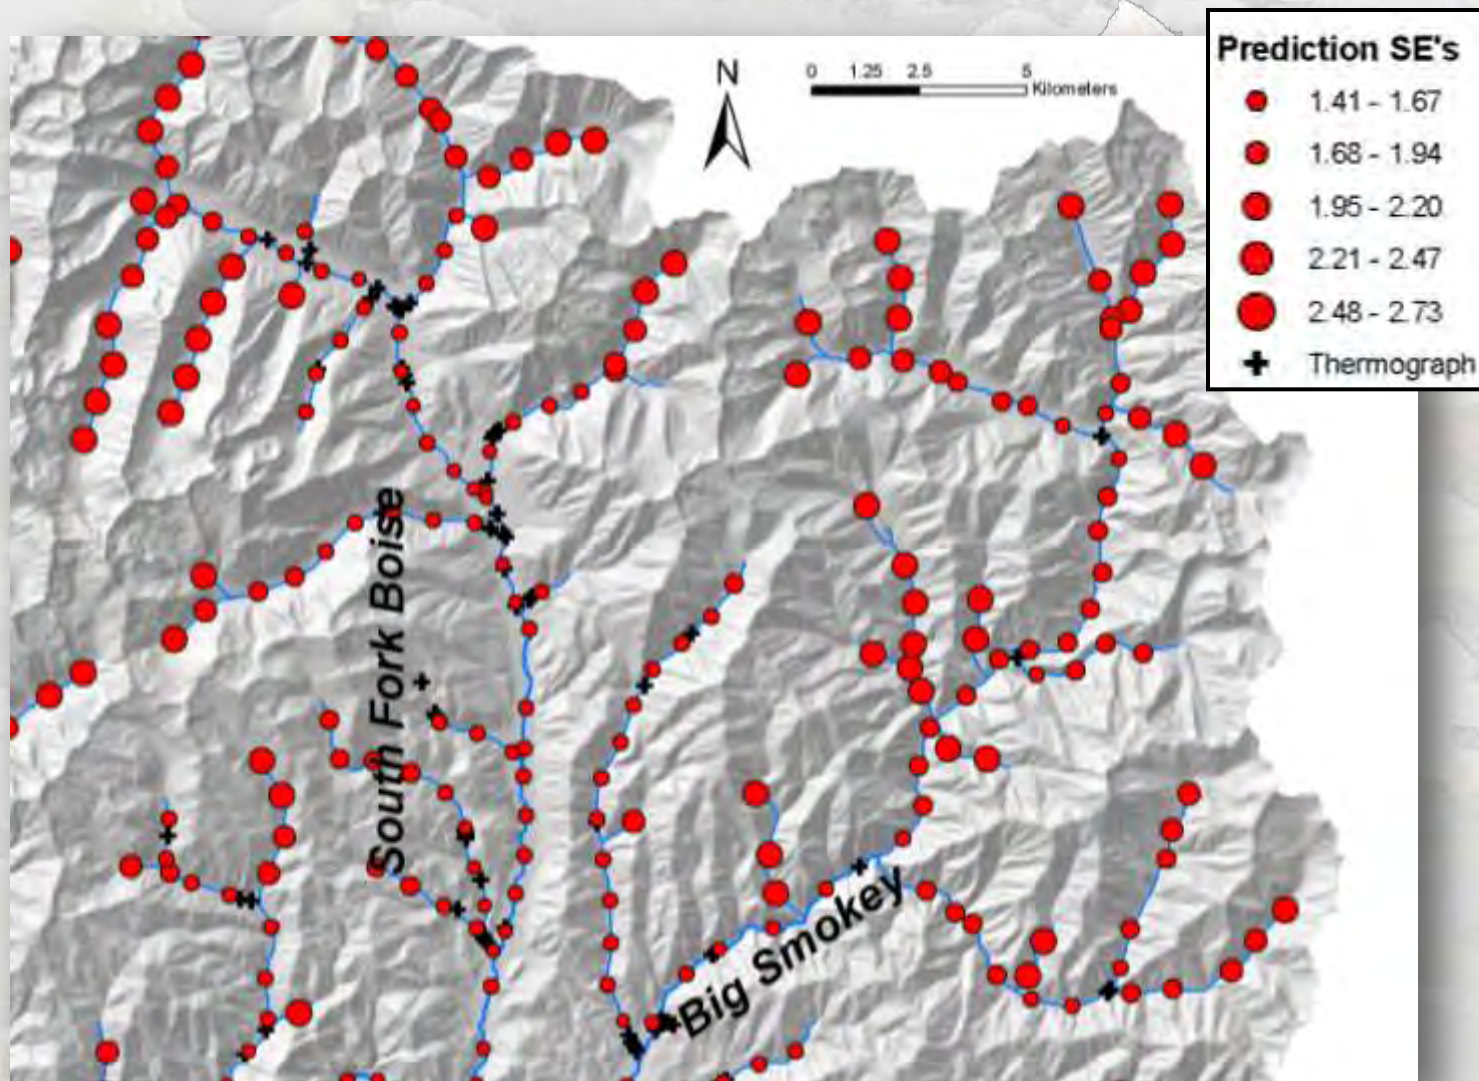 N
0 1.25 2.5 5
Kilometers
Prediction SE's
1.41 - 1.67
1.68 - 1.94
1.95 - 2.20
2.21 - 2.47
2.48 - 2.73
Thermograph
South Fork Boise
Big Smokey